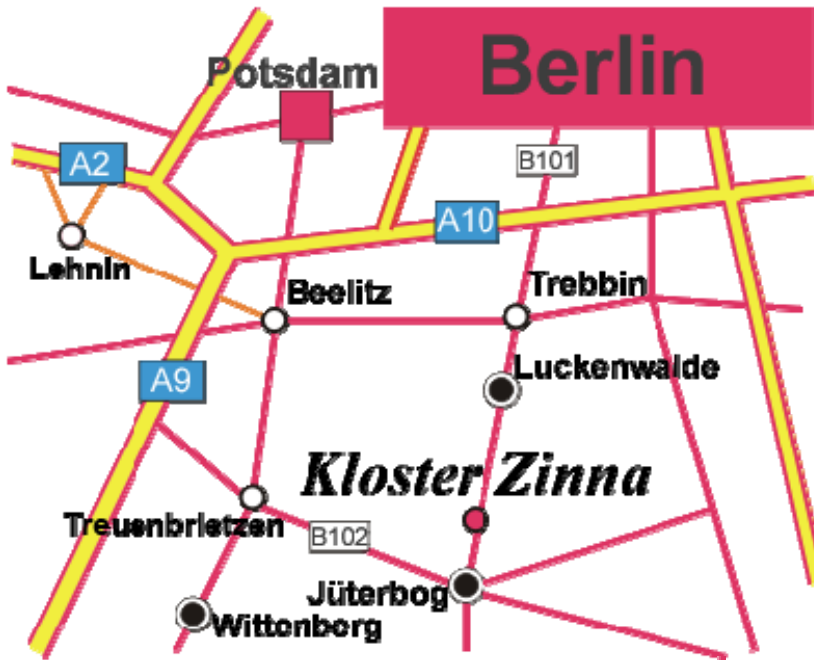 Berlin
Potsdam
B101
A2
A10
Lehnin
Beelitz
Trebbin
Luckenwalde
A9
Kloster Zinna
Treuenbrietzen
B102
Jüterbog
Wittenberg